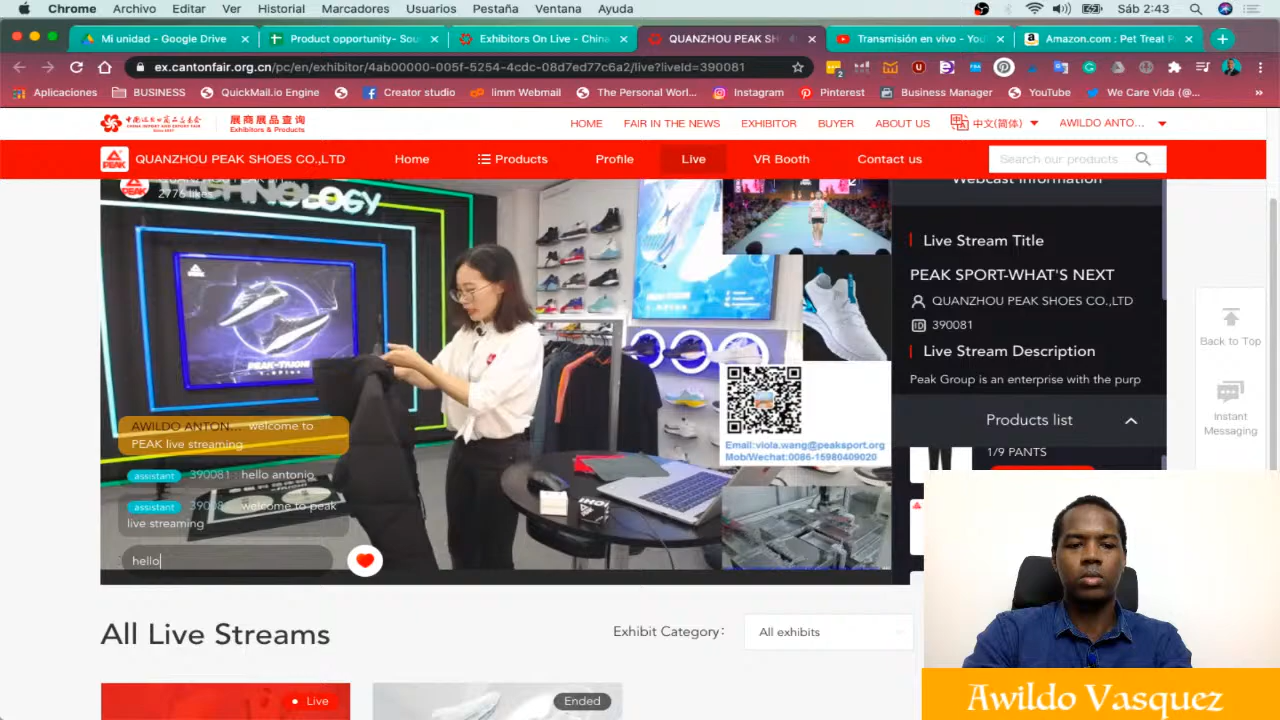 Chrome Archivo Editar Ver Historial Marcadores Usuarios Pestaña Ventana Ayuda
Sáb 2:43
Mi unidad - Google Drive
Product opportunity- Sou
Exhibitors On Live - China
QUANZHOU PEAK SH
Transmisión en vivo - You
Amazon.com : Pet Treat P
ex.cantonfair.org.cn/pc/en/exhibitor/4ab00000-005f-5254-4cdc-08d7ed77c6a2/live?liveId=390081
Aplicaciones BUSINESS QuickMail.io Engine Creator studio limm Webmail The Personal Worl... Instagram Pinterest Business Manager YouTube We Care Vida (@... »
展商展品查询
Exhibitors & Products
HOME FAIR IN THE NEWS EXHIBITOR BUYER ABOUT US 中文(简体) AWILDO ANTO...
PEAK
QUANZHOU PEAK SHOES CO.,LTD
Home Products Profile Live VR Booth Contact us
Search our products
2776 likes
Webcast Information
Live Stream Title
PEAK SPORT-WHAT'S NEXT
QUANZHOU PEAK SHOES CO.,LTD
ID 390081
Live Stream Description
Peak Group is an enterprise with the purp
Products list
1/9 PANTS
Back to Top
Instant
Messaging
Email:viola.wang@peaksport.org
Mob/Wechat:0086-15980409020
AWILDO ANTON... welcome to
PEAK live streaming
assistant 390081 : hello antonio
assistant welcome to peak
live streaming
hello
All Live Streams
Exhibit Category:
All exhibits
Live
Ended
Awildo Vasquez